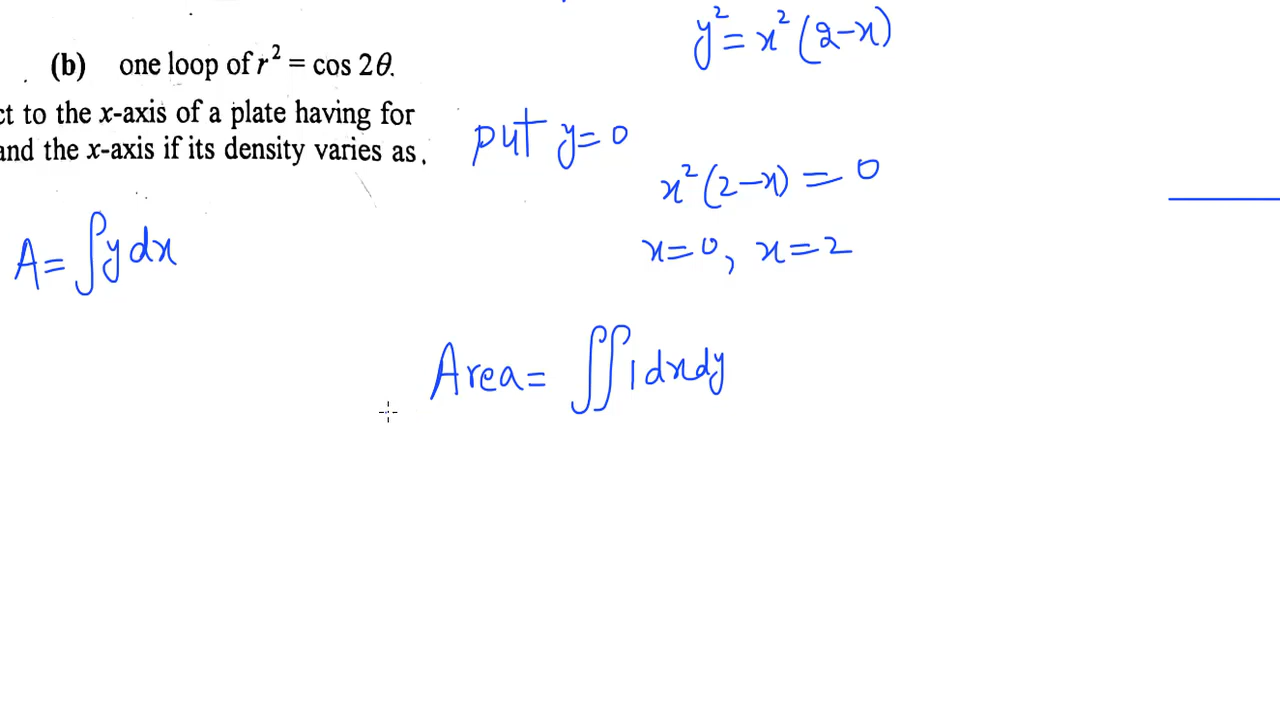 y² = x² (2-x)
(b) one loop of r² = cos 2θ.
ct to the x-axis of a plate having for
and the x-axis if its density varies as.
put y=0
x² (2-x) = 0
x=0, x=2
A= ∫y dx
Area= ∫∫1 dx dy